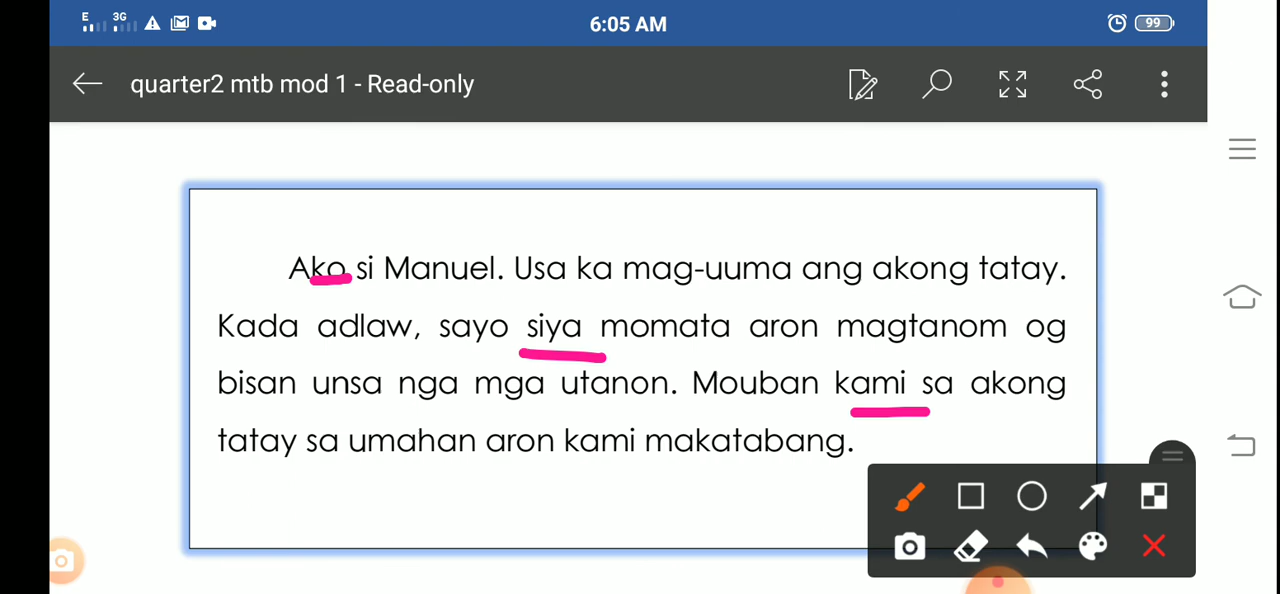 E 3G 6:05 AM 99
quarter2 mtb mod 1 - Read-only
Ako si Manuel. Usa ka mag-uuma ang akong tatay.
Kada adlaw, sayo siya momata aron magtanom og
bisan unsa nga mga utanon. Mouban kami sa akong
tatay sa umahan aron kami makatabang.